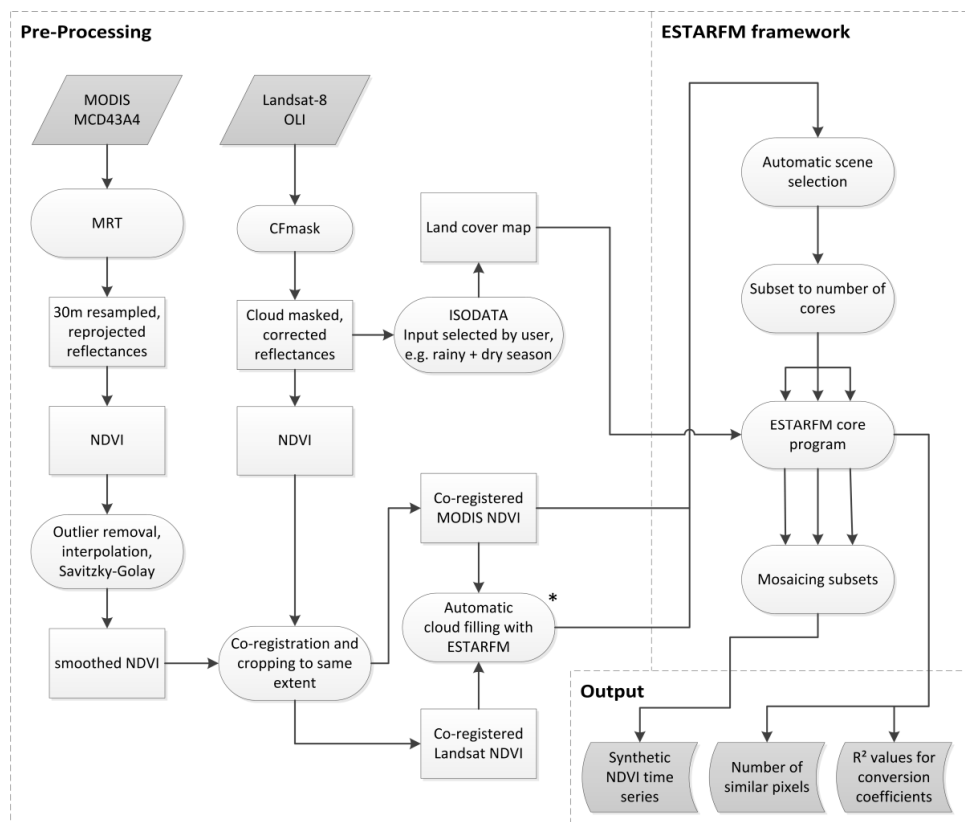 Pre-Processing
MODIS
MCD43A4
MRT
30m resampled,
reprojected
reflectances
NDVI
Outlier removal,
interpolation,
Savitzky-Golay
smoothed NDVI
Landsat-8
OLI
CFmask
Cloud masked,
corrected
reflectances
NDVI
Co-registration and
cropping to same
extent
Land cover map
ISODATA
Input selected by user,
e.g. rainy + dry season
Co-registered
MODIS NDVI
Automatic
cloud filling with
ESTARFM
*
Co-registered
Landsat NDVI
ESTARFM framework
Automatic scene
selection
Subset to number of
cores
ESTARFM core
program
Mosaicing subsets
Output
Synthetic
NDVI time
series
Number of
similar pixels
R² values for
conversion
coefficients